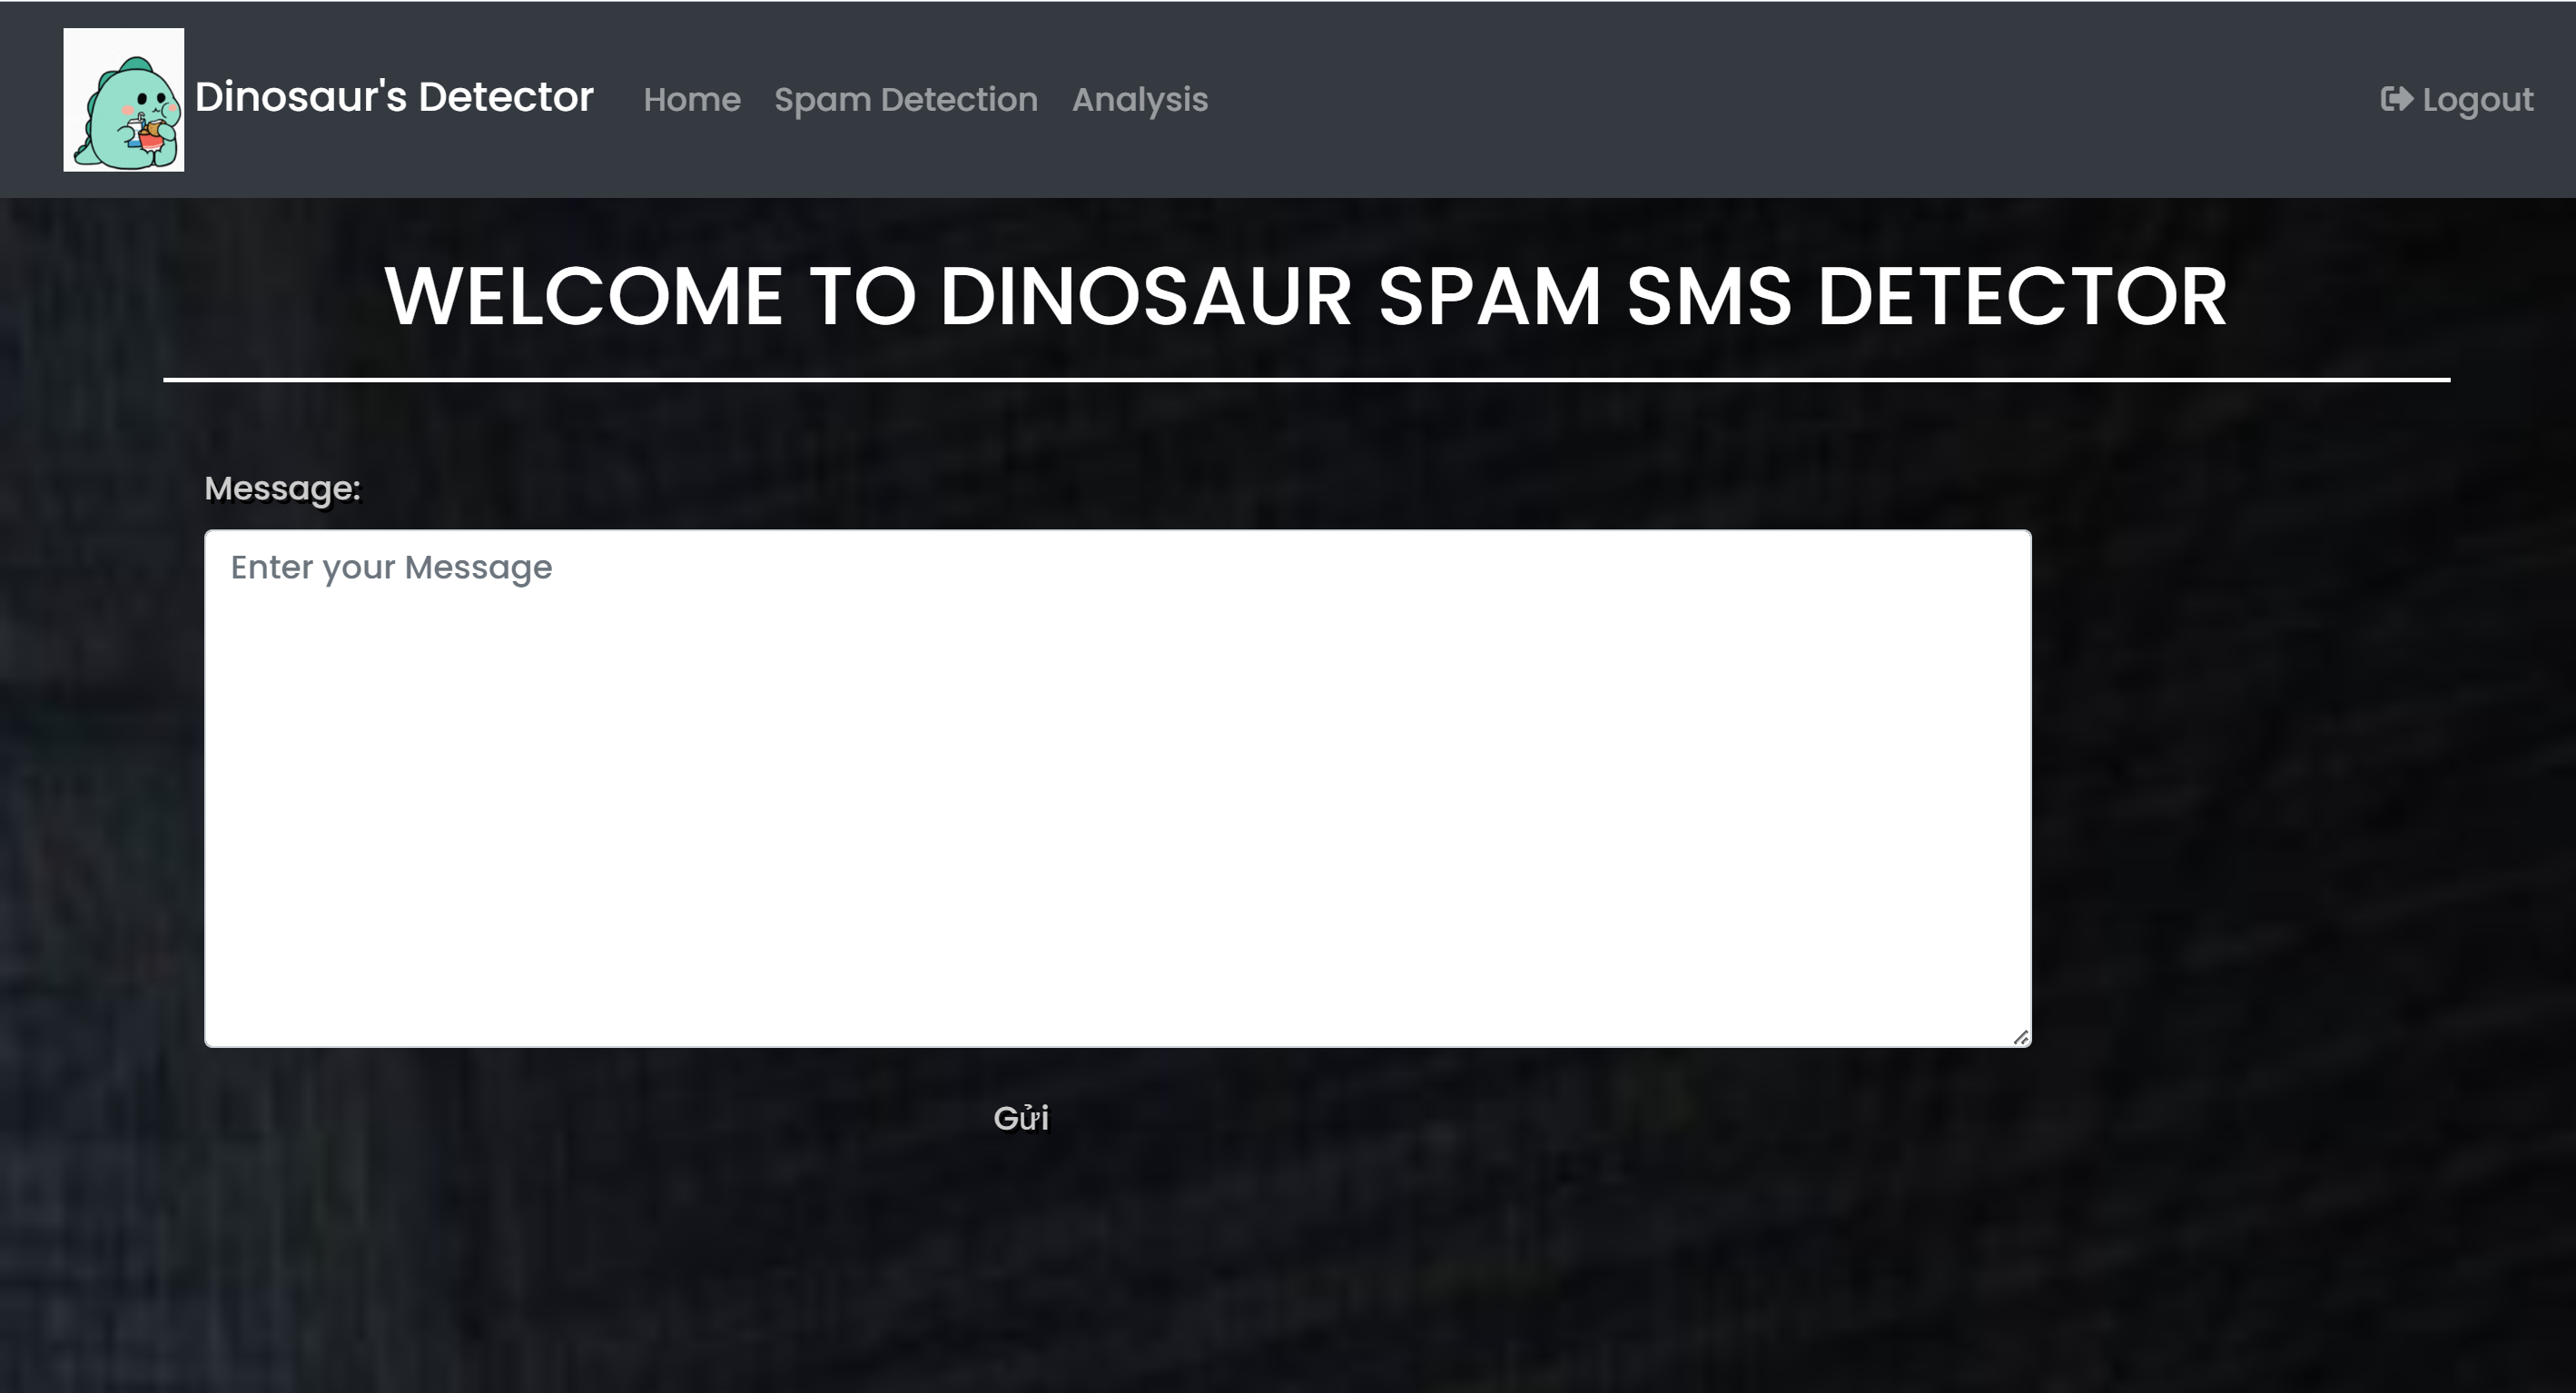 Dinosaur's Detector Home Spam Detection Analysis Logout
WELCOME TO DINOSAUR SPAM SMS DETECTOR
Message:
Enter your Message
Gửi